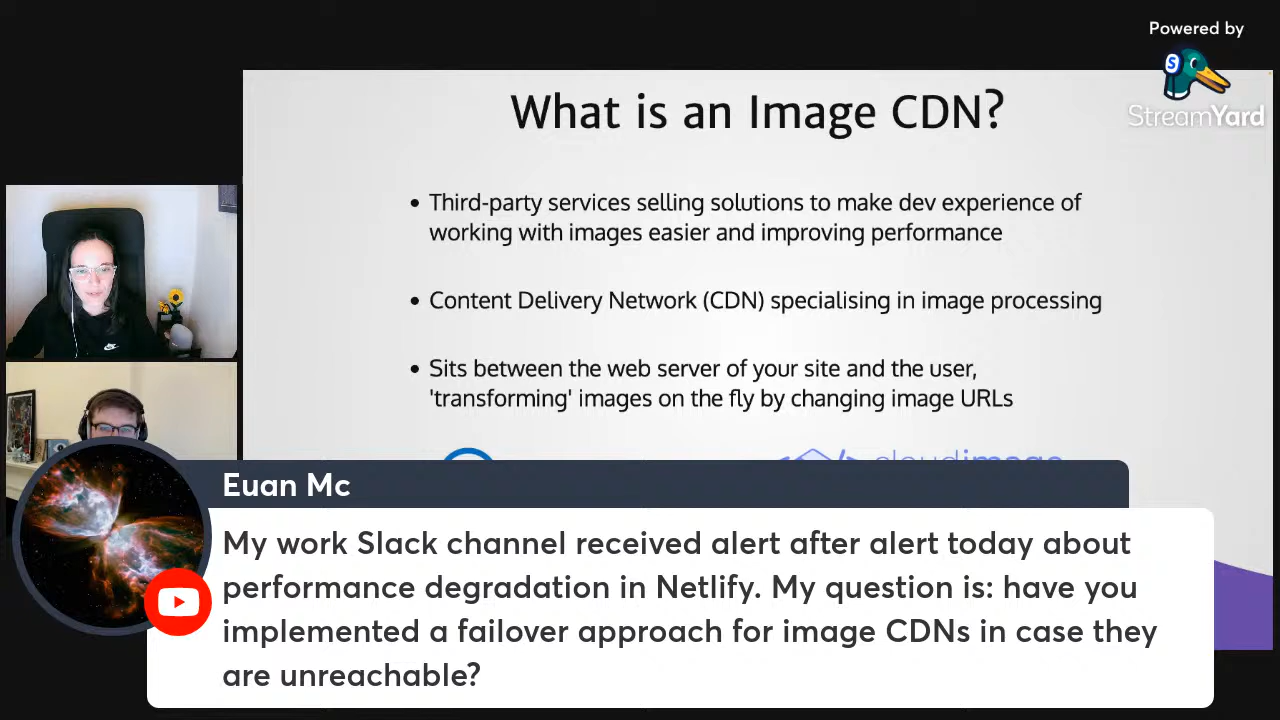 Powered by
StreamYard
What is an Image CDN?
• Third-party services selling solutions to make dev experience of
working with images easier and improving performance
• Content Delivery Network (CDN) specialising in image processing
• Sits between the web server of your site and the user,
'transforming' images on the fly by changing image URLs
cloudimage
Euan Mc
My work Slack channel received alert after alert today about
performance degradation in Netlify. My question is: have you
implemented a failover approach for image CDNs in case they
are unreachable?